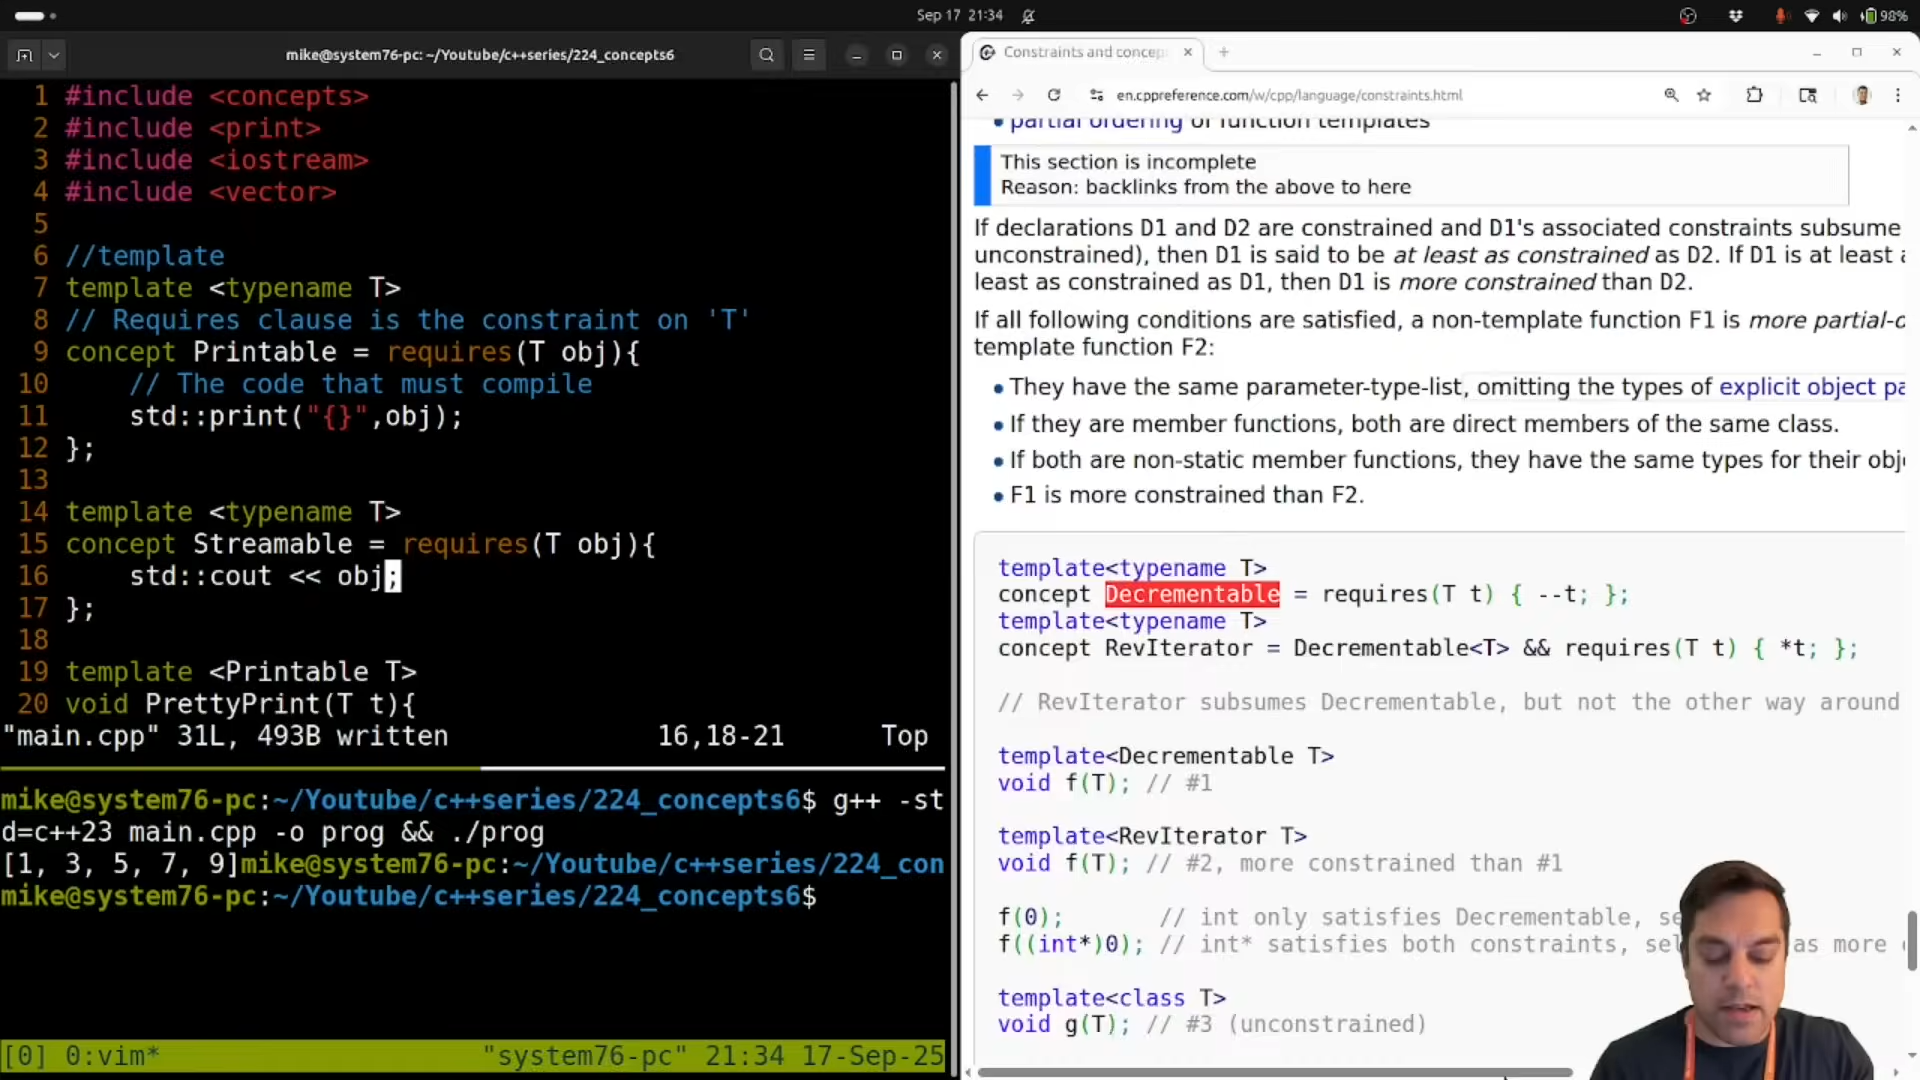 Sep 17 21:34
98%
mike@system76-pc: ~/Youtube/c++series/224_concepts6
1 #include <concepts>
2 #include <print>
3 #include <iostream>
4 #include <vector>
5
6 //template
7 template <typename T>
8 // Requires clause is the constraint on 'T'
9 concept Printable = requires(T obj){
10 // The code that must compile
11 std::print("{}",obj);
12 };
13
14 template <typename T>
15 concept Streamable = requires(T obj){
16 std::cout << obj;
17 };
18
19 template <Printable T>
20 void PrettyPrint(T t){
"main.cpp" 31L, 493B written 16,18-21 Top
mike@system76-pc:~/Youtube/c++series/224_concepts6$ g++ -st
d=c++23 main.cpp -o prog && ./prog
[1, 3, 5, 7, 9]mike@system76-pc:~/Youtube/c++series/224_con
mike@system76-pc:~/Youtube/c++series/224_concepts6$
[0] 0:vim* "system76-pc" 21:34 17-Sep-25
Constraints and concep
en.cppreference.com/w/cpp/language/constraints.html
• partial ordering of function templates
This section is incomplete
Reason: backlinks from the above to here
If declarations D1 and D2 are constrained and D1's associated constraints subsume
unconstrained), then D1 is said to be at least as constrained as D2. If D1 is at least
least as constrained as D1, then D1 is more constrained than D2.
If all following conditions are satisfied, a non-template function F1 is more partial-o
template function F2:
• They have the same parameter-type-list, omitting the types of explicit object pa
• If they are member functions, both are direct members of the same class.
• If both are non-static member functions, they have the same types for their obj
• F1 is more constrained than F2.
template<typename T>
concept Decrementable = requires(T t) { --t; };
template<typename T>
concept RevIterator = Decrementable<T> && requires(T t) { *t; };
// RevIterator subsumes Decrementable, but not the other way around
template<Decrementable T>
void f(T); // #1
template<RevIterator T>
void f(T); // #2, more constrained than #1
f(0); // int only satisfies Decrementable, se
f((int*)0); // int* satisfies both constraints, sel as more
template<class T>
void g(T); // #3 (unconstrained)